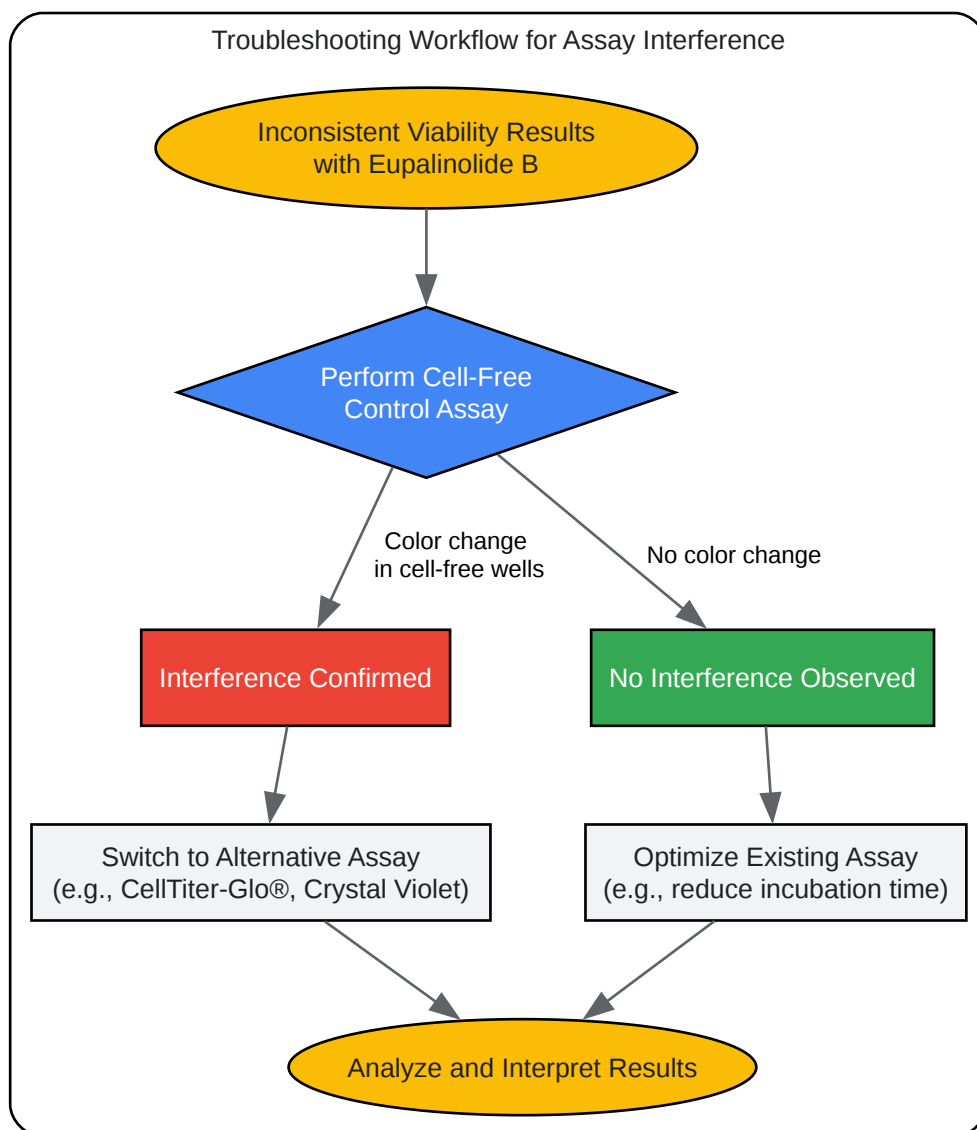 Troubleshooting Workflow for Assay Interference
Inconsistent Viability Results
with Eupalinolide B
Perform Cell-Free
Control Assay
Color change
in cell-free wells
No color change
Interference Confirmed
No Interference Observed
Switch to Alternative Assay
(e.g., CellTiter-Glo®, Crystal Violet)
Optimize Existing Assay
(e.g., reduce incubation time)
Analyze and Interpret Results